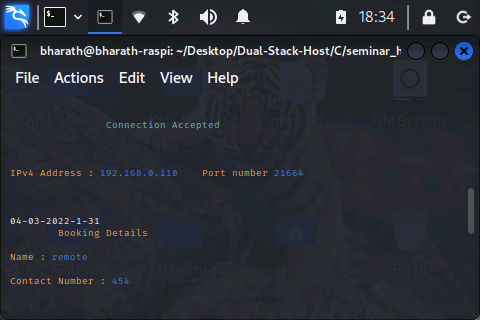 18:34
bharath@bharath-raspi: ~/Desktop/Dual-Stack-Host/C/seminar_h
File Actions Edit View Help
Connection Accepted
File System
IPv4 Address : 192.168.0.110 Port number 21664
04-03-2022-1-31
Booking Details
Name : remote
Contact Number : 454